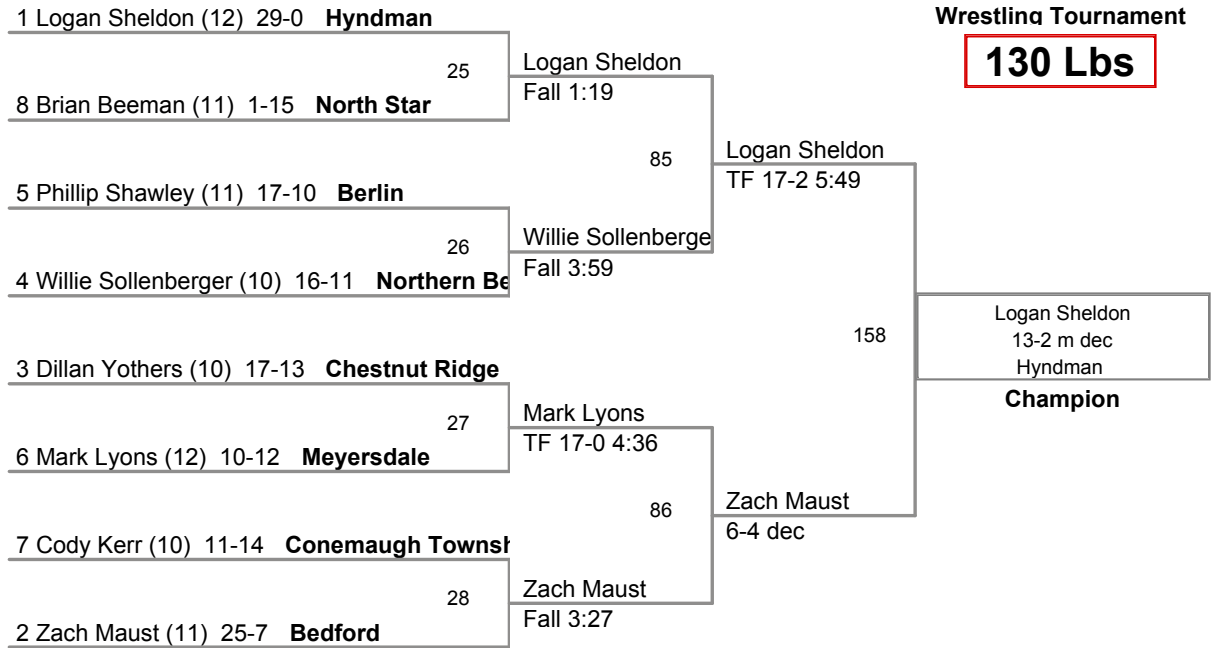 1 Logan Sheldon (12) 29-0 Hyndman
25
8 Brian Beeman (11) 1-15 North Star
5 Phillip Shawley (11) 17-10 Berlin
26
4 Willie Sollenberger (10) 16-11 Northern Be
3 Dillan Yothers (10) 17-13 Chestnut Ridge
27
6 Mark Lyons (12) 10-12 Meyersdale
7 Cody Kerr (10) 11-14 Conemaugh Townsh
28
2 Zach Maust (11) 25-7 Bedford
Logan Sheldon
Fall 1:19
85
Willie Sollenberge
Fall 3:59
Mark Lyons
TF 17-0 4:36
86
Zach Maust
Fall 3:27
Logan Sheldon
TF 17-2 5:49
158
Zach Maust
6-4 dec
Wrestling Tournament
130 Lbs
Logan Sheldon
13-2 m dec
Hyndman
Champion